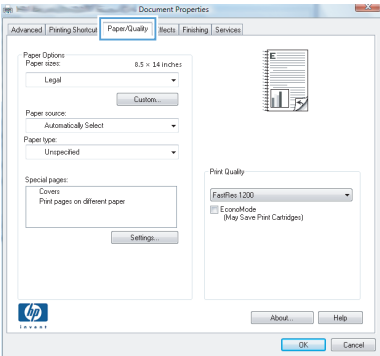 Document Properties
Advanced Printing Shortcut Paper/Quality ffects Finishing Services
Paper Options
Paper sizes: 8.5 × 14 inches
Legal
Custom...
Paper source:
Automatically Select
Paper type:
Unspecified
Special pages:
Covers
Print pages on different paper
Settings...
E
Print Quality
FastRes 1200
EconoMode
(May Save Print Cartridges)
hp
invent
About... Help
OK Cancel